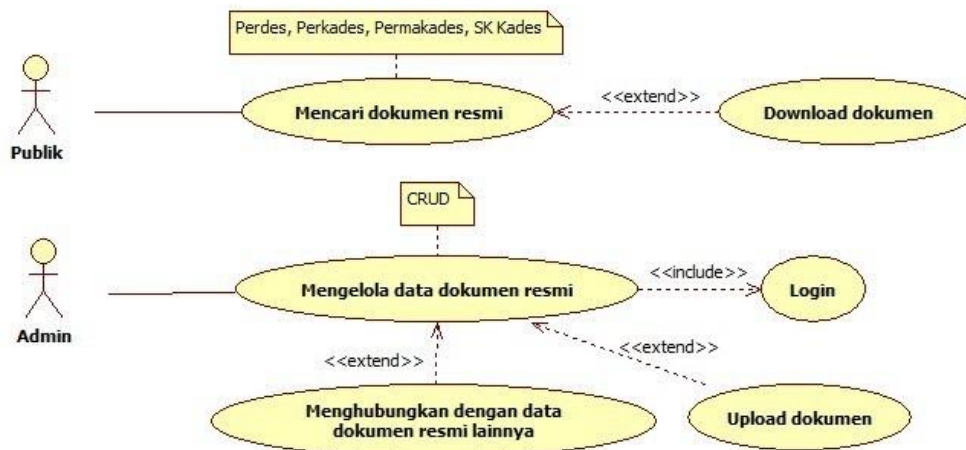 Perdes, Perkades, Permakades, SK Kades
Mencari dokumen resmi
<<extend>>
Download dokumen
Publik
CRUD
Mengelola data dokumen resmi
<<include>>
Login
Admin
<<extend>>
<<extend>>
Menghubungkan dengan data
dokumen resmi lainnya
Upload dokumen